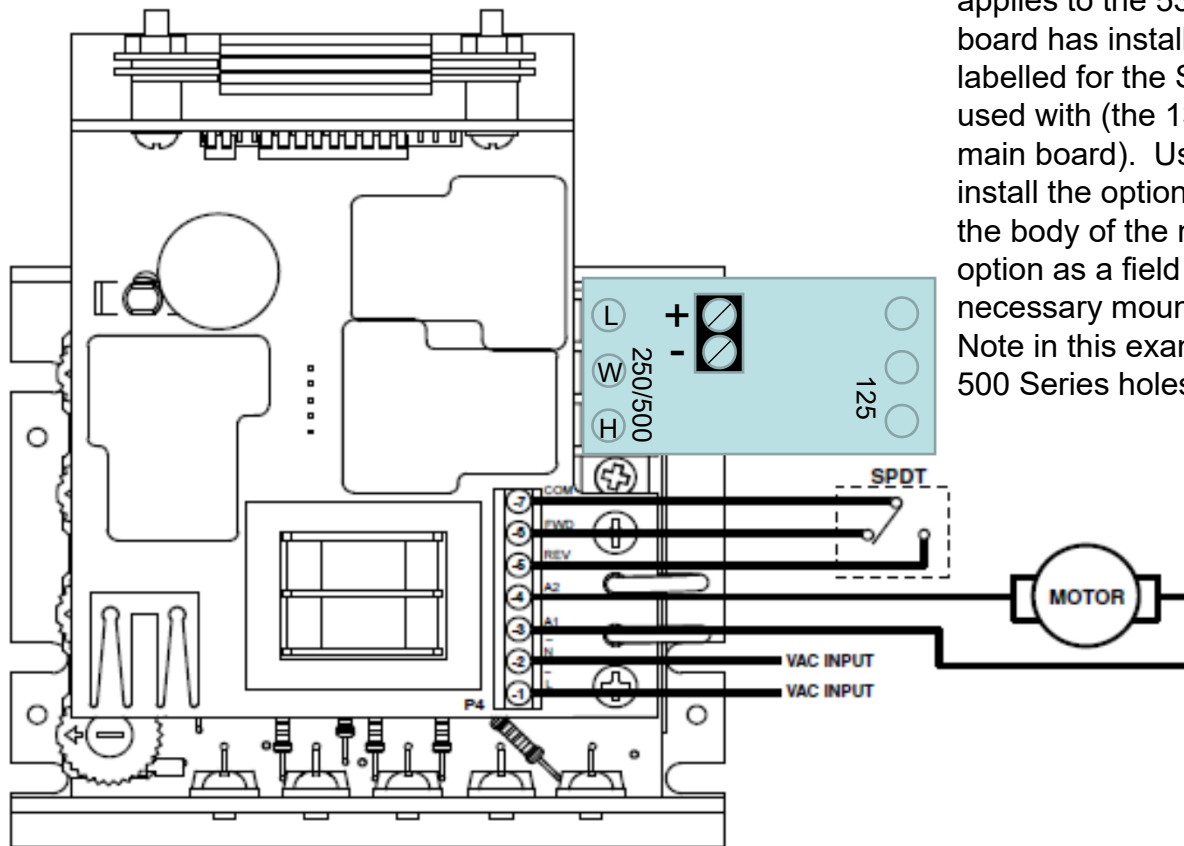 applies to the 53
board has install
labelled for the S
used with (the 1
main board). Us
install the option
the body of the r
option as a field
necessary mour
Note in this exar
500 Series holes
L
+
-
W
250/500
H
125
SPDT
-7 COM
-6 FWD
-5 REV
-4 A2
MOTOR
-3 A1
-2 N
VAC INPUT
-1 L
VAC INPUT
P4